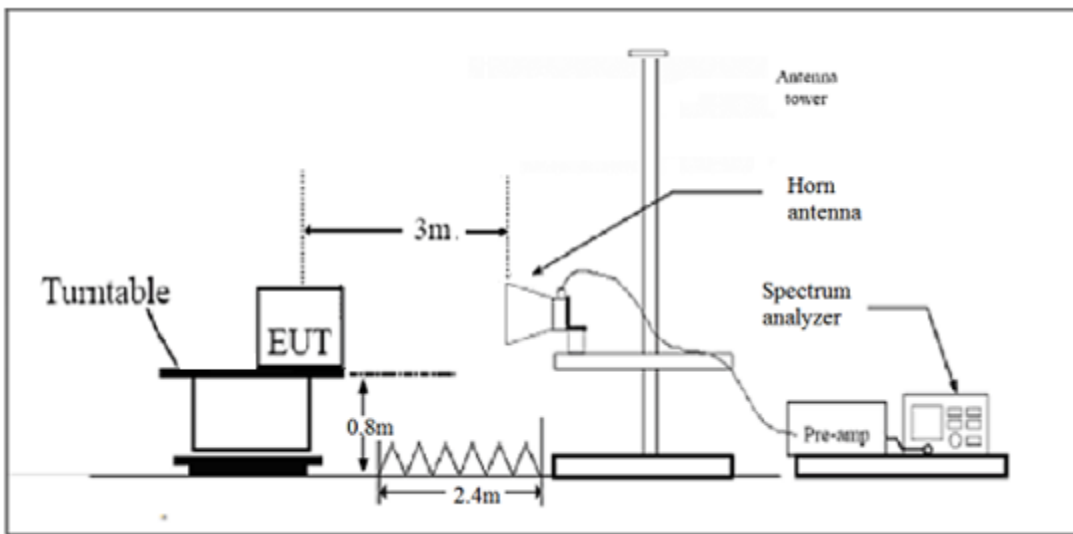 Antenna
tower
Horn
antenna
3m.
Turntable
EUT
Spectrum
analyzer
0.8m
Pre-amp
2.4m